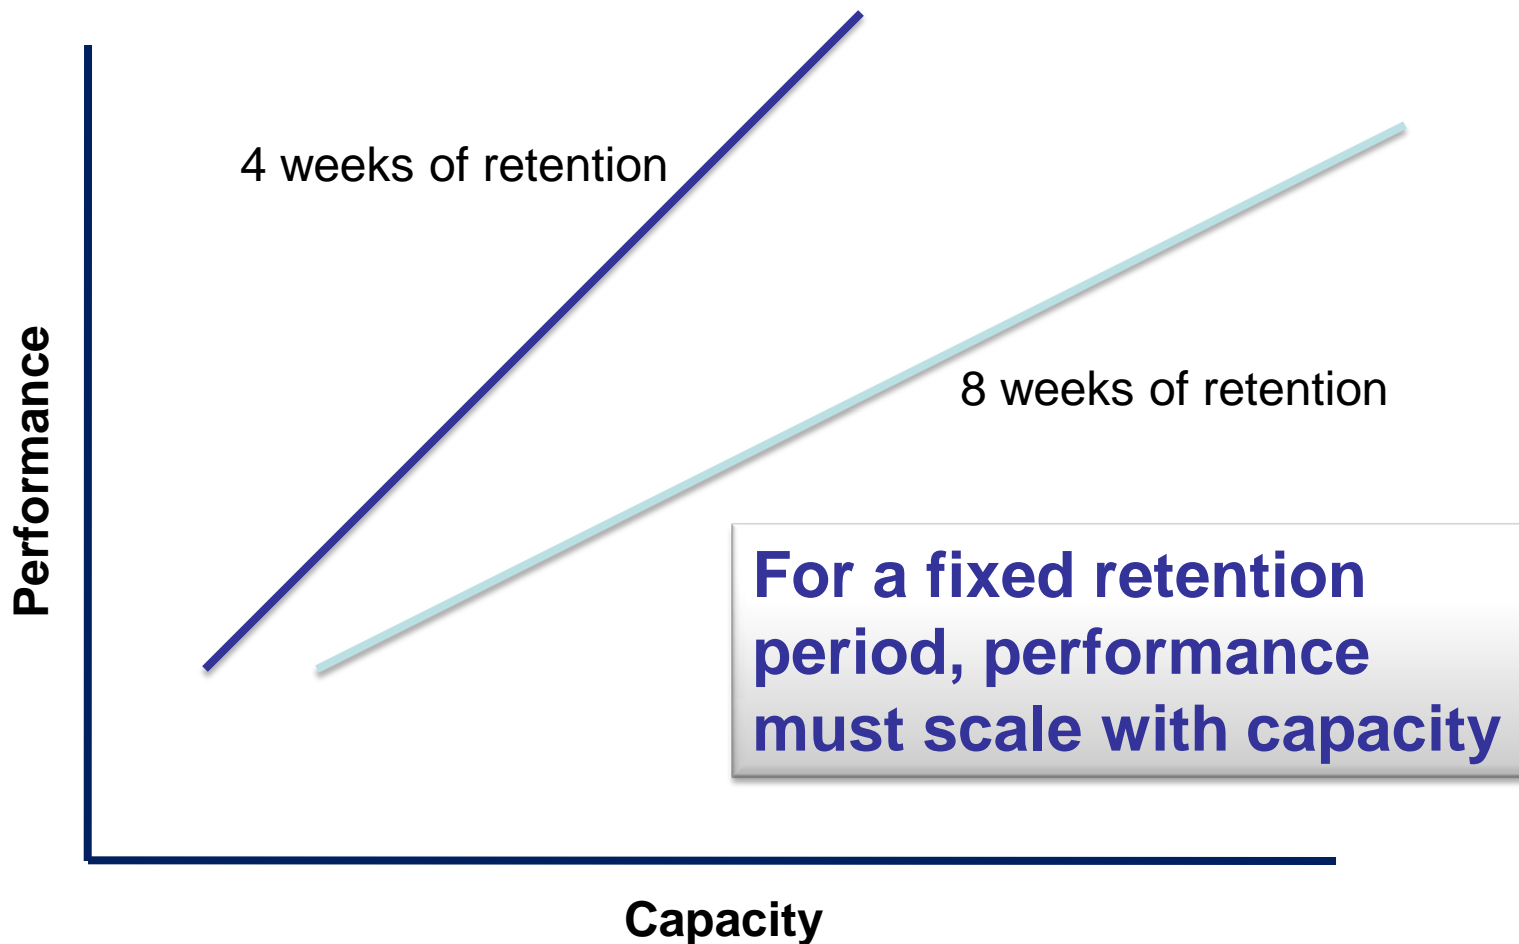 4 weeks of retention
8 weeks of retention
Performance
For a fixed retention
period, performance
must scale with capacity
Capacity